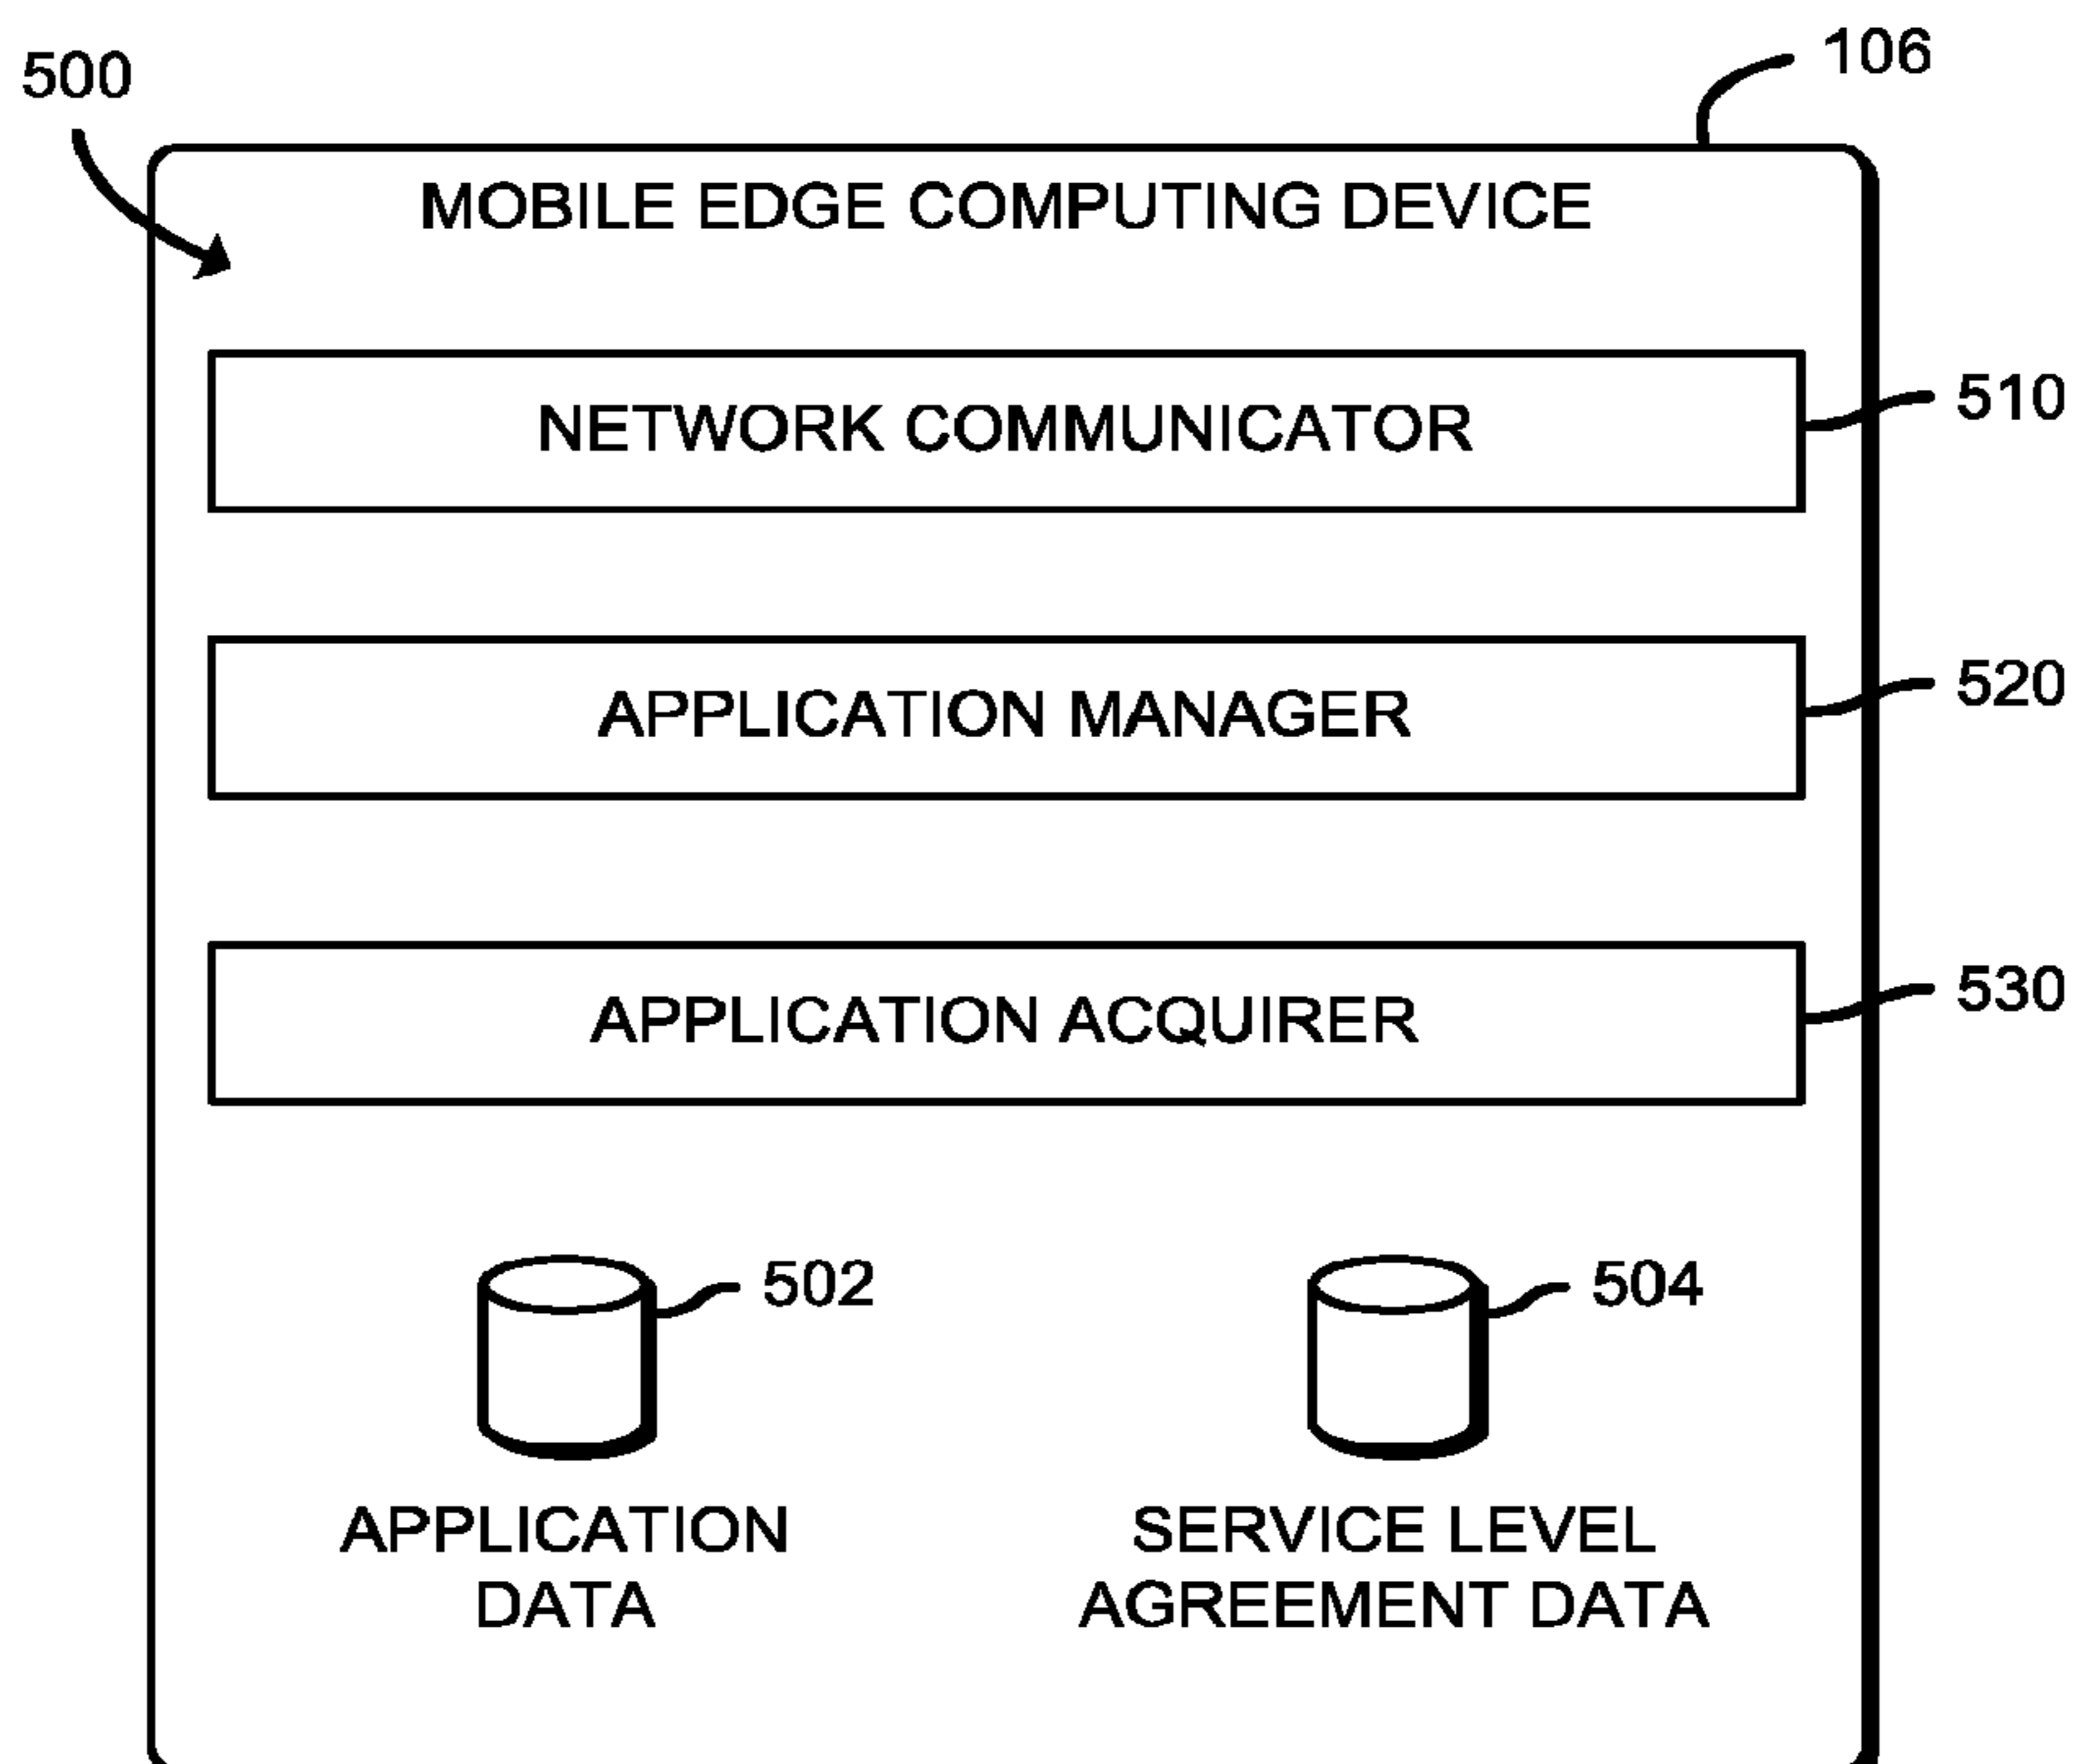 500
106
MOBILE EDGE COMPUTING DEVICE
NETWORK COMMUNICATOR
510
APPLICATION MANAGER
520
APPLICATION ACQUIRER
530
502
504
APPLICATION
DATA
SERVICE LEVEL
AGREEMENT DATA